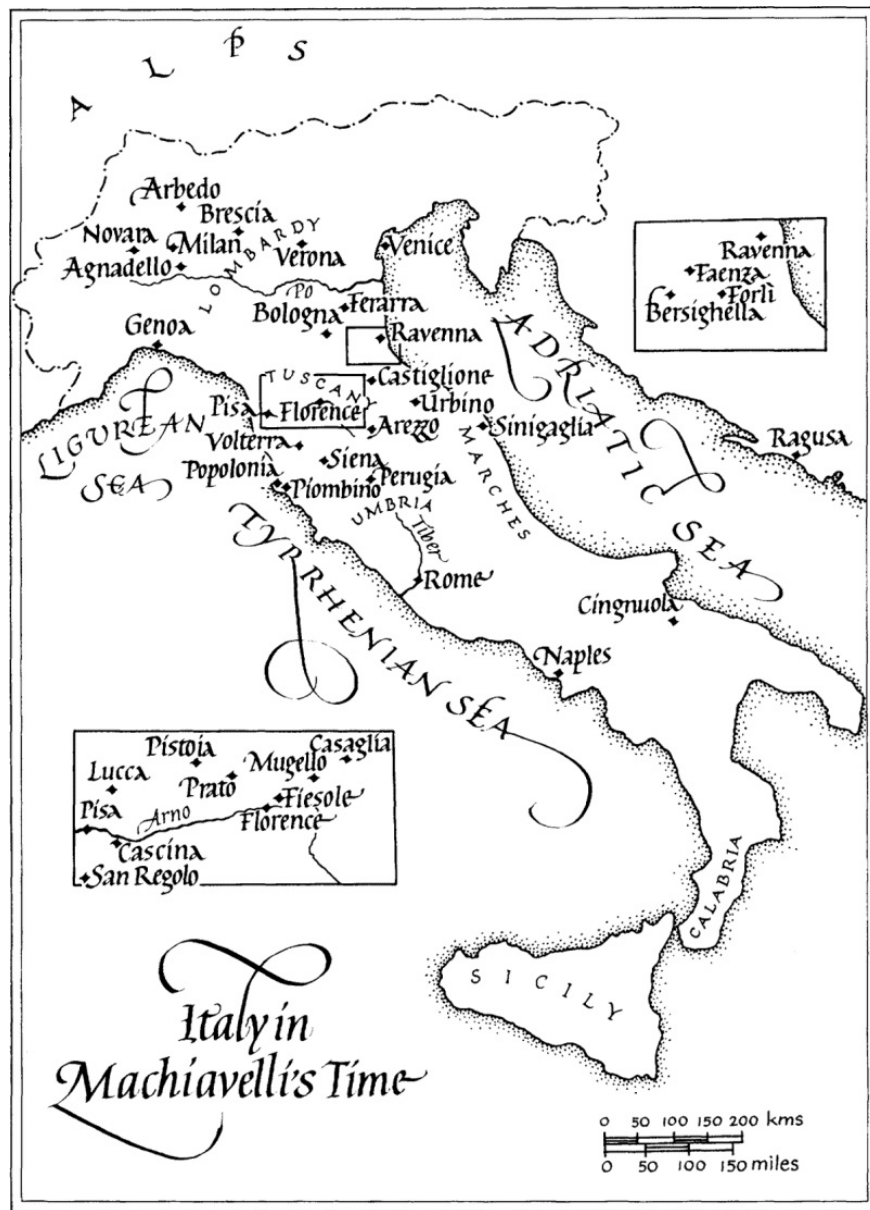 ALPS
Arbedo
Brescia
Novara
Milan
LOMBARDY
Verona
Venice
Agnadello
Po
Ferarra
Bologna
Genoa
Ravenna
TUSCANY
Castiglione
Pisa
Florence
Urbino
Arezzo
&
MARCHES
Sinigaglia
Volterra
Siena
Popolonia
Piombino
Perugia
UMBRIA
Tiber
Rome
LIGUREAN
SEA
ADRIATIC SEA
Ragusa
TYRRHENIAN SEA
Cingnuola
Naples
CALABRIA
SICILY
Ravenna
Faenza
Forlì
Bersighella
Casaglia
Pistoia
Mugello
Lucca
Prato
Fiesole
Pisa
Arno
Florence
Cascina
San Regolo
Italy in
Machiavelli's Time
0 50 100 150 200 kms
0 50 100 150 miles